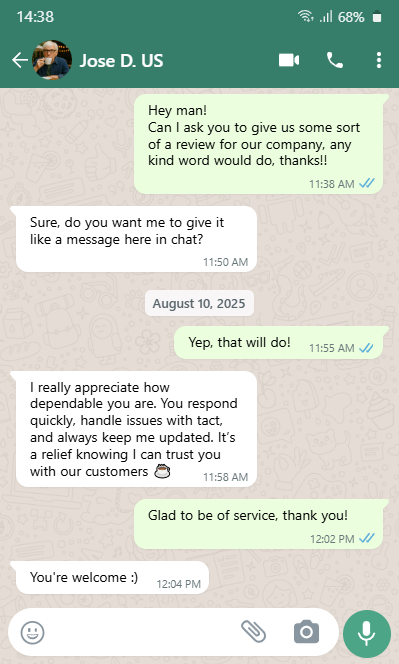 14:38
68%
Jose D. US
Hey man!
Can I ask you to give us some sort
of a review for our company, any
kind word would do, thanks!!
11:38 AM
Sure, do you want me to give it
like a message here in chat?
11:50 AM
August 10, 2025
Yep, that will do!
11:55 AM
I really appreciate how
dependable you are. You respond
quickly, handle issues with tact,
and always keep me updated. It's
a relief knowing I can trust you
with our customers ☕
11:58 AM
Glad to be of service, thank you!
12:02 PM
You're welcome :)
12:04 PM